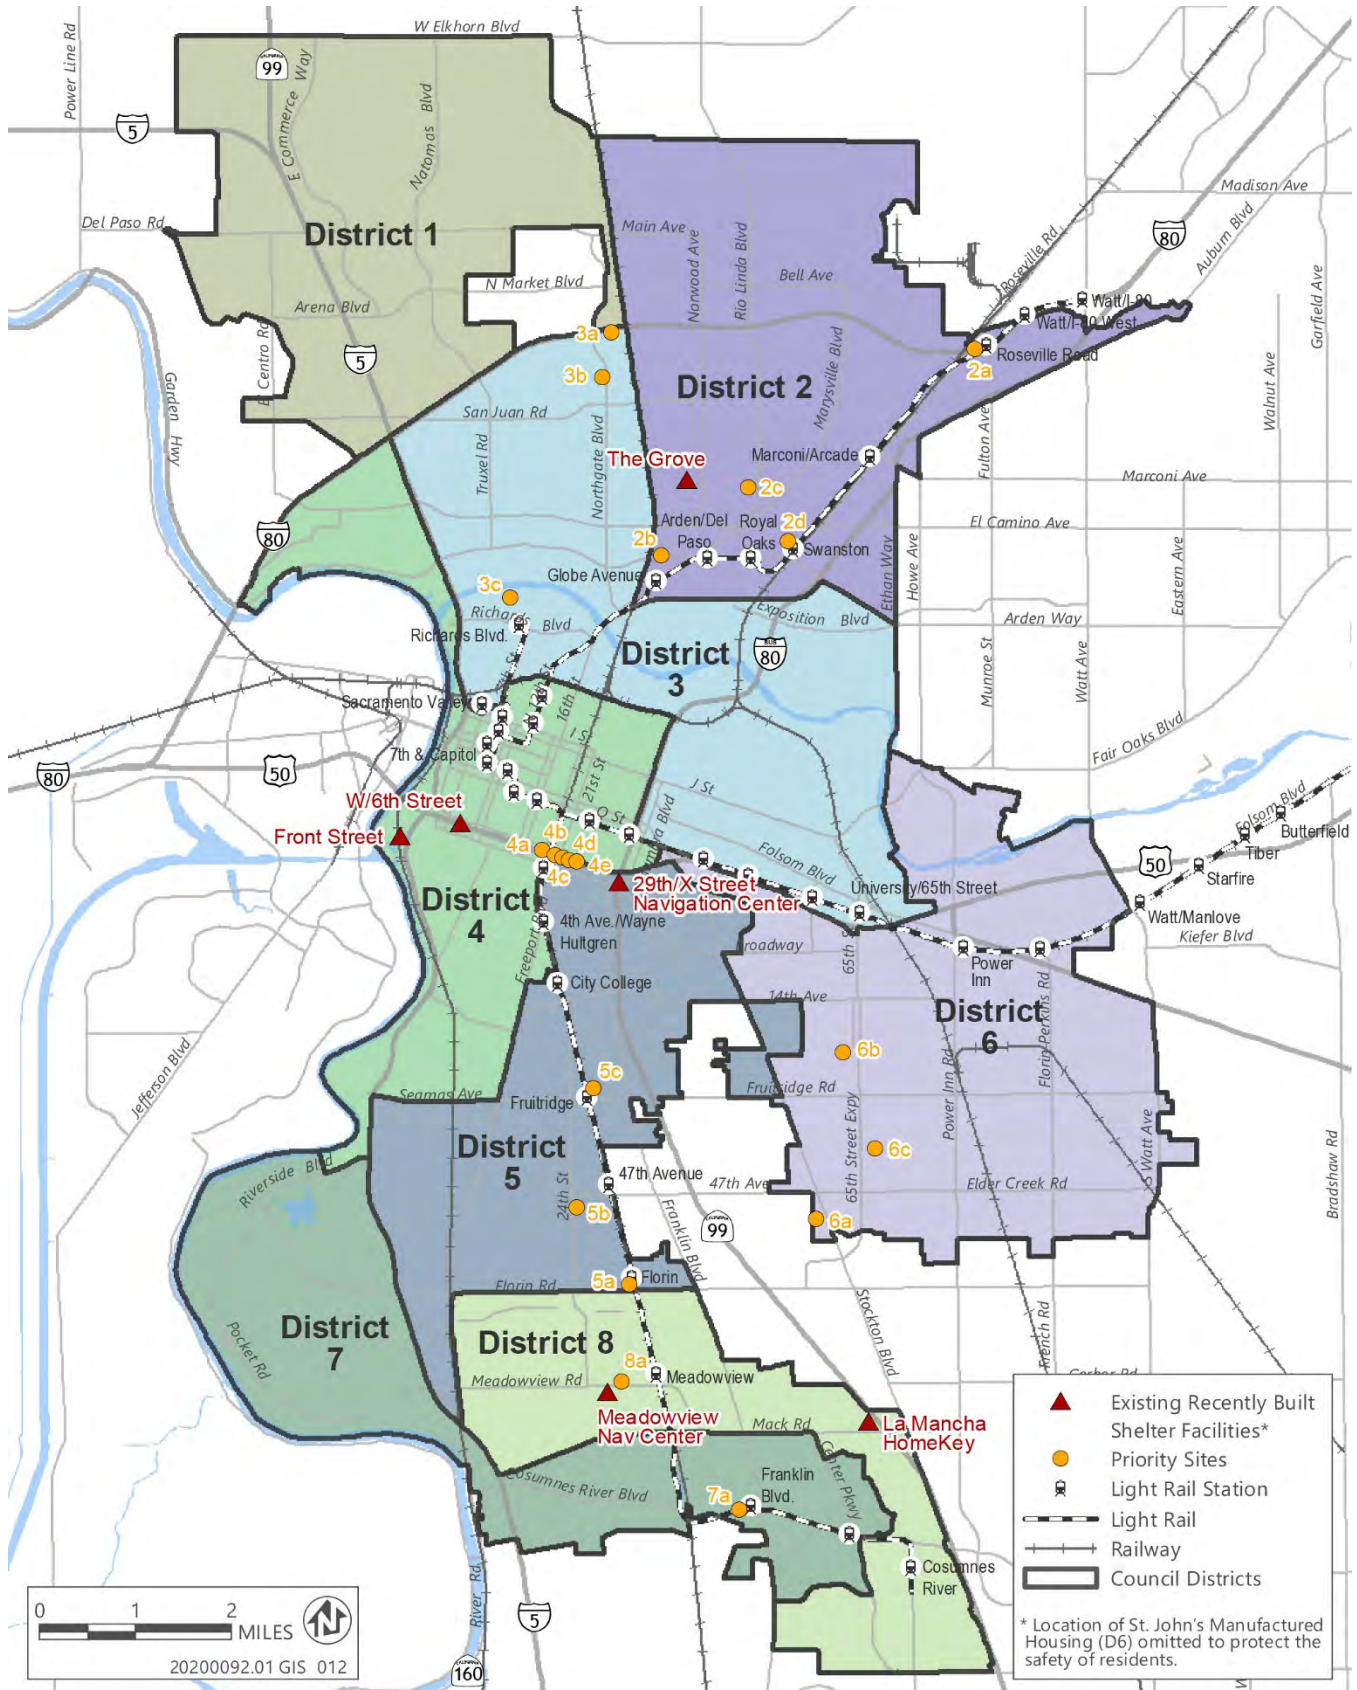 W Elkhorn Blvd
Power Line Rd
CALIFORNIA
99
E Commerce Way
Natomas Blvd
5
Madison Ave
Del Paso Rd
District 1
Main Ave
Norwood Ave
Rio Linda Blvd
Bell Ave
Roseville Rd
80
Auburn Blvd
Garfield Ave
N Market Blvd
Arena Blvd
El Centro Rd
5
Watt/I-80
Watt/I-80 West
Roseville Road
2a
3a
3b
District 2
Marysville Blvd
Garden Hwy
San Juan Rd
Truxel Rd
Northgate Blvd
Fulton Ave
Walnut Ave
The Grove
Marconi/Arcade
Marconi Ave
2c
80
Arden/Del
Paso
Royal
Oaks
2d
2b
Swanston
El Camino Ave
Ethan Way
Howe Ave
Eastern Ave
Globe Avenue
3c
Richards
Blvd
Richards Blvd.
Exposition Blvd
Arden Way
BUS
80
District
3
Munroe St
Watt Ave
Sacramento Valley
7th St
12th St
16th
I St
7th & Capitol
21st St
J St
Fair Oaks Blvd
80
50
W/6th Street
Front Street
Q St
Folsom Blvd
Folsom Blvd
Butterfield
Tiber
50
Starfire
4a
4b
4d
4c
4e
29th/X Street
Navigation Center
University/65th Street
Watt/Manlove
Kiefer Blvd
District
4
Freeport Blvd
4th Ave./Wayne
Hultgren
Broadway
65th St
Power
Inn
City College
14th Ave
District
6
Florin Perkins Rd
6b
Power Inn Rd
Jefferson Blvd
Seamas Ave
5c
Fruitridge
Fruitridge Rd
65th Street Expy
6c
S Watt Ave
Bradshaw Rd
District
5
Riverside Blvd
47th Avenue
47th Ave
Elder Creek Rd
24th St
5b
6a
Franklin Blvd
CALIFORNIA
99
Florin
Florin Rd
5a
Stockton Blvd
French Rd
District
7
Pocket Rd
District 8
8a
Meadowview
Meadowview Rd
Gerber Rd
Meadowview
Nav Center
Mack Rd
La Mancha
HomeKey
Center Pkwy
Cosumnes River Blvd
7a
Franklin
Blvd.
Cosumnes
River
River Rd
5
CALIFORNIA
160
0 1 2
MILES
20200092.01 GIS 012
Existing Recently Built
Shelter Facilities*
Priority Sites
Light Rail Station
Light Rail
Railway
Council Districts
* Location of St. John's Manufactured
Housing (D6) omitted to protect the
safety of residents.